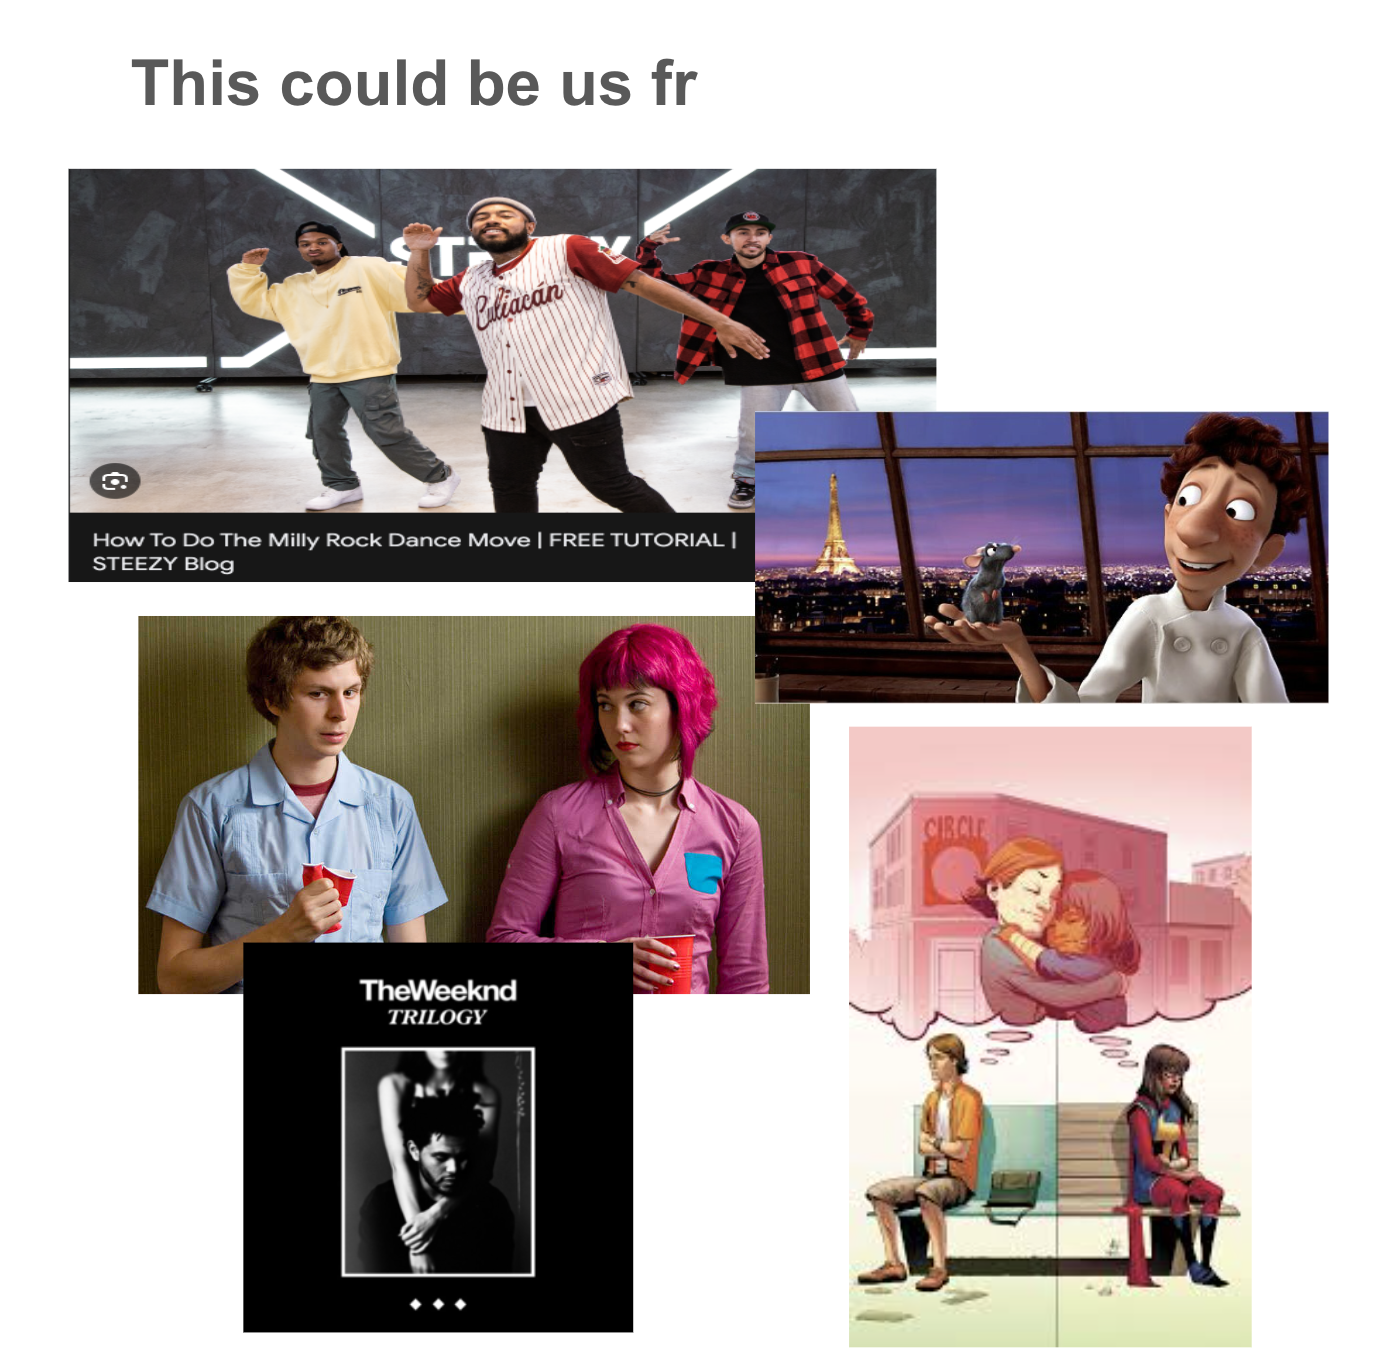 This could be us fr
STEEZY
Culiacán
How To Do The Milly Rock Dance Move | FREE TUTORIAL |
STEEZY Blog
CIRCLE
TheWeeknd
TRILOGY